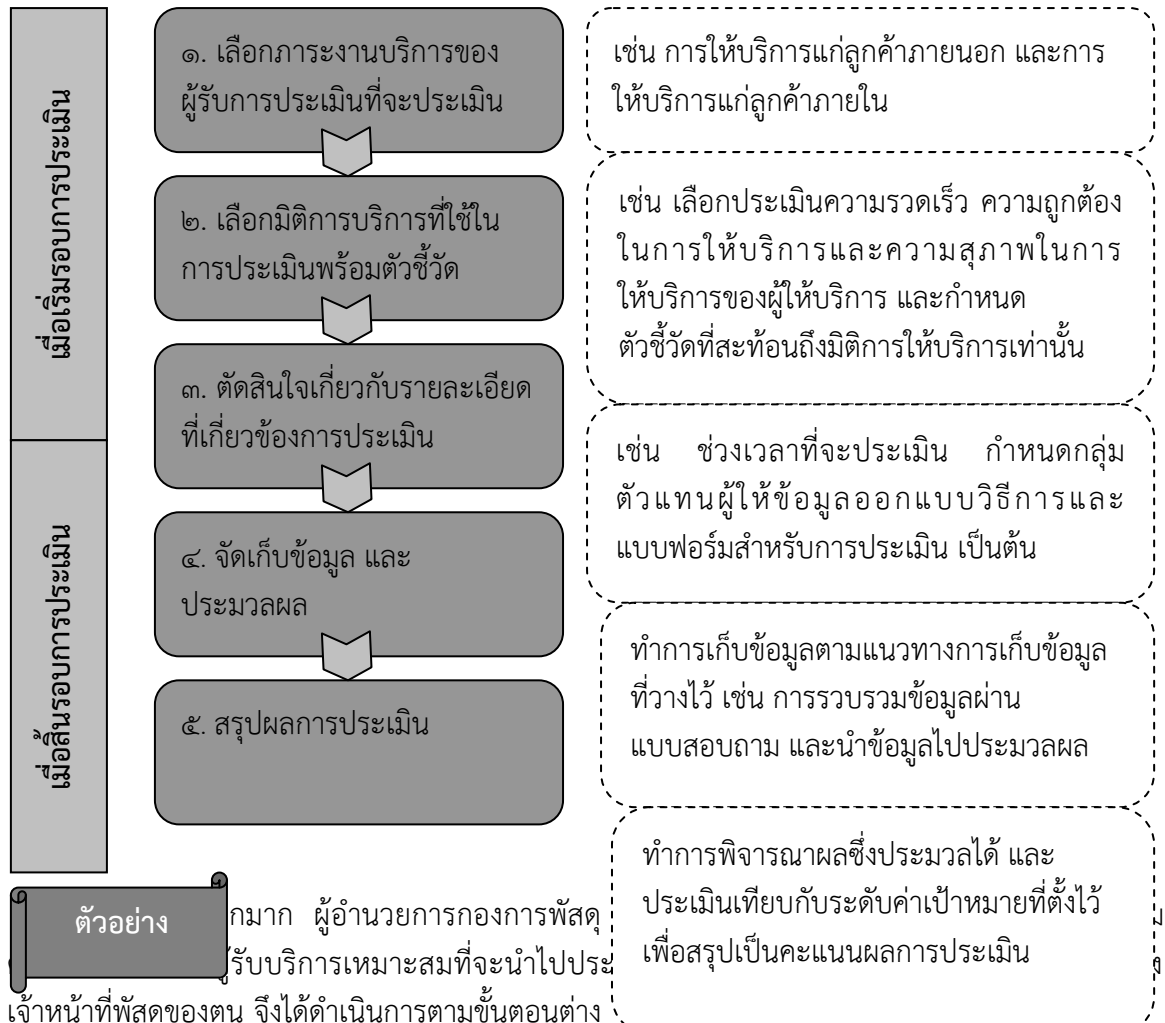 เมื่อเริ่มรอบการประเมิน
๑. เลือกภาระงานบริการของ
ผู้รับการประเมินที่จะประเมิน
เช่น การให้บริการแก่ลูกค้าภายนอก และการ
ให้บริการแก่ลูกค้าภายใน
๒. เลือกมิติการบริการที่ใช้ใน
การประเมินพร้อมตัวชี้วัด
เช่น เลือกประเมินความรวดเร็ว ความถูกต้อง
ในการให้บริการและความสุภาพในการ
ให้บริการของผู้ให้บริการ และกำหนด
ตัวชี้วัดที่สะท้อนถึงมิติการให้บริการเท่านั้น
๓. ตัดสินใจเกี่ยวกับรายละเอียด
ที่เกี่ยวข้องการประเมิน
เช่น ช่วงเวลาที่จะประเมิน กำหนดกลุ่ม
ตัวแทนผู้ให้ข้อมูลออกแบบวิธีการและ
แบบฟอร์มสำหรับการประเมิน เป็นต้น
เมื่อสิ้นรอบการประเมิน
๔. จัดเก็บข้อมูล และ
ประมวลผล
ทำการเก็บข้อมูลตามแนวทางการเก็บข้อมูล
ที่วางไว้ เช่น การรวบรวมข้อมูลผ่าน
แบบสอบถาม และนำข้อมูลไปประมวลผล
๕. สรุปผลการประเมิน
ทำการพิจารณาผลซึ่งประมวลได้ และ
ประเมินเทียบกับระดับค่าเป้าหมายที่ตั้งไว้
เพื่อสรุปเป็นคะแนนผลการประเมิน
ตัวอย่าง
ผู้อำนวยการกองการพัสดุ
รับบริการเหมาะสมที่จะนำไปประ
เจ้าหน้าที่พัสดุของตน จึงได้ดำเนินการตามขั้นตอนต่าง